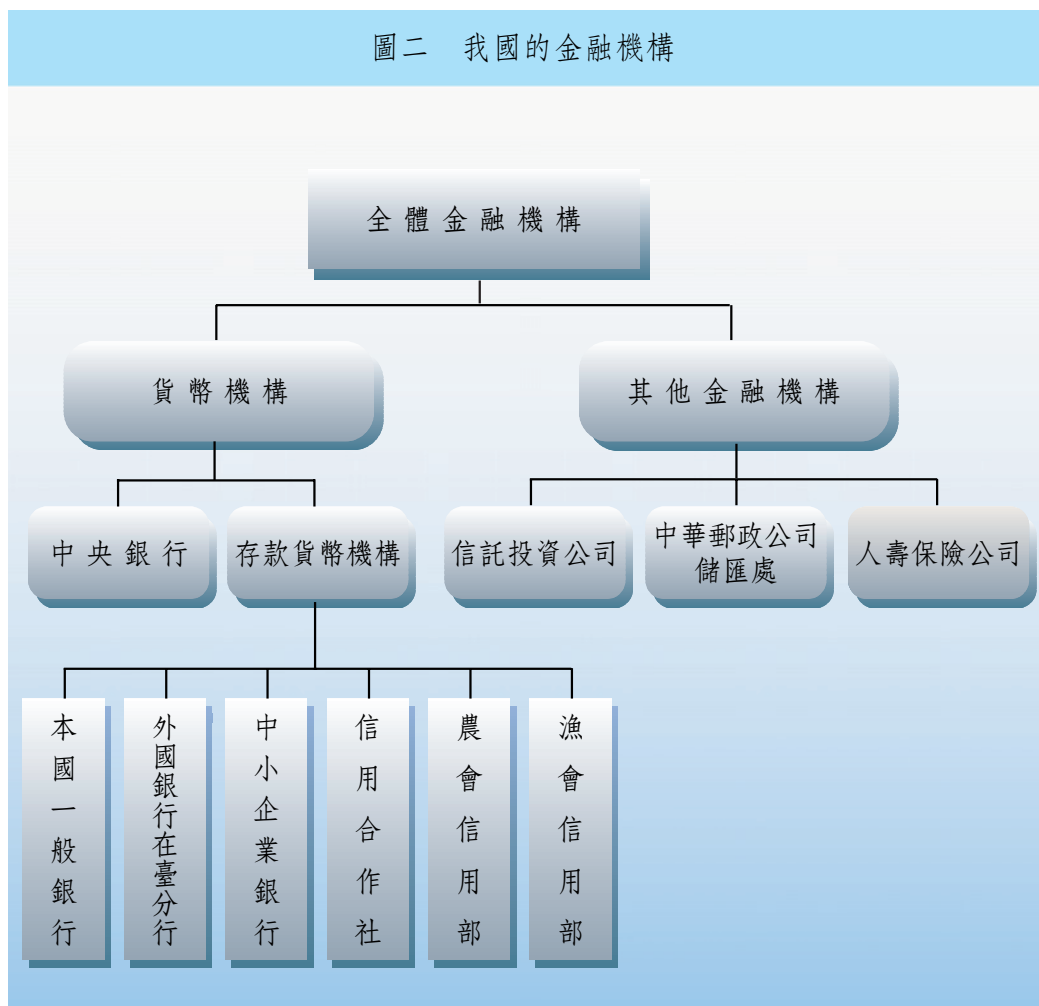 圖二　我國的金融機構
全體金融機構
貨幣機構
其他金融機構
中央銀行
存款貨幣機構
信託投資公司
中華郵政公司
儲匯處
人壽保險公司
本國一般銀行
外國銀行在臺分行
中小企業銀行
信用合作社
農會信用部
漁會信用部